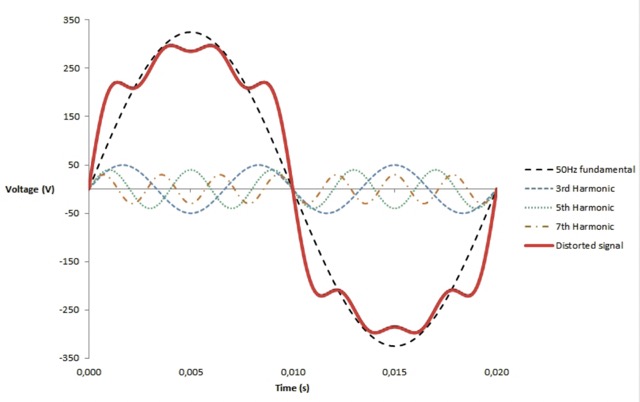 350
250
150
50
-50
-150
-250
-350
Voltage (V)
0,000
0,005
0,010
0,015
0,020
Time (s)
50Hz fundamental
3rd Harmonic
5th Harmonic
7th Harmonic
Distorted signal